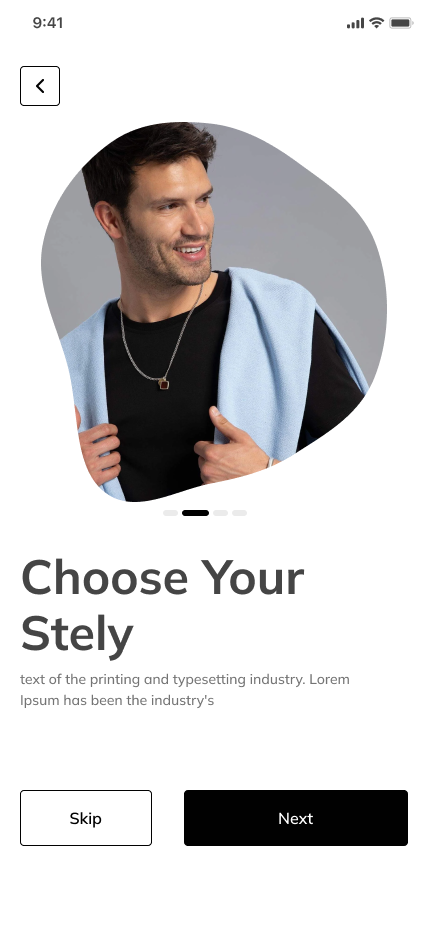 9:41
Choose Your
Stely
text of the printing and typesetting industry. Lorem
Ipsum has been the industry's
Skip
Next